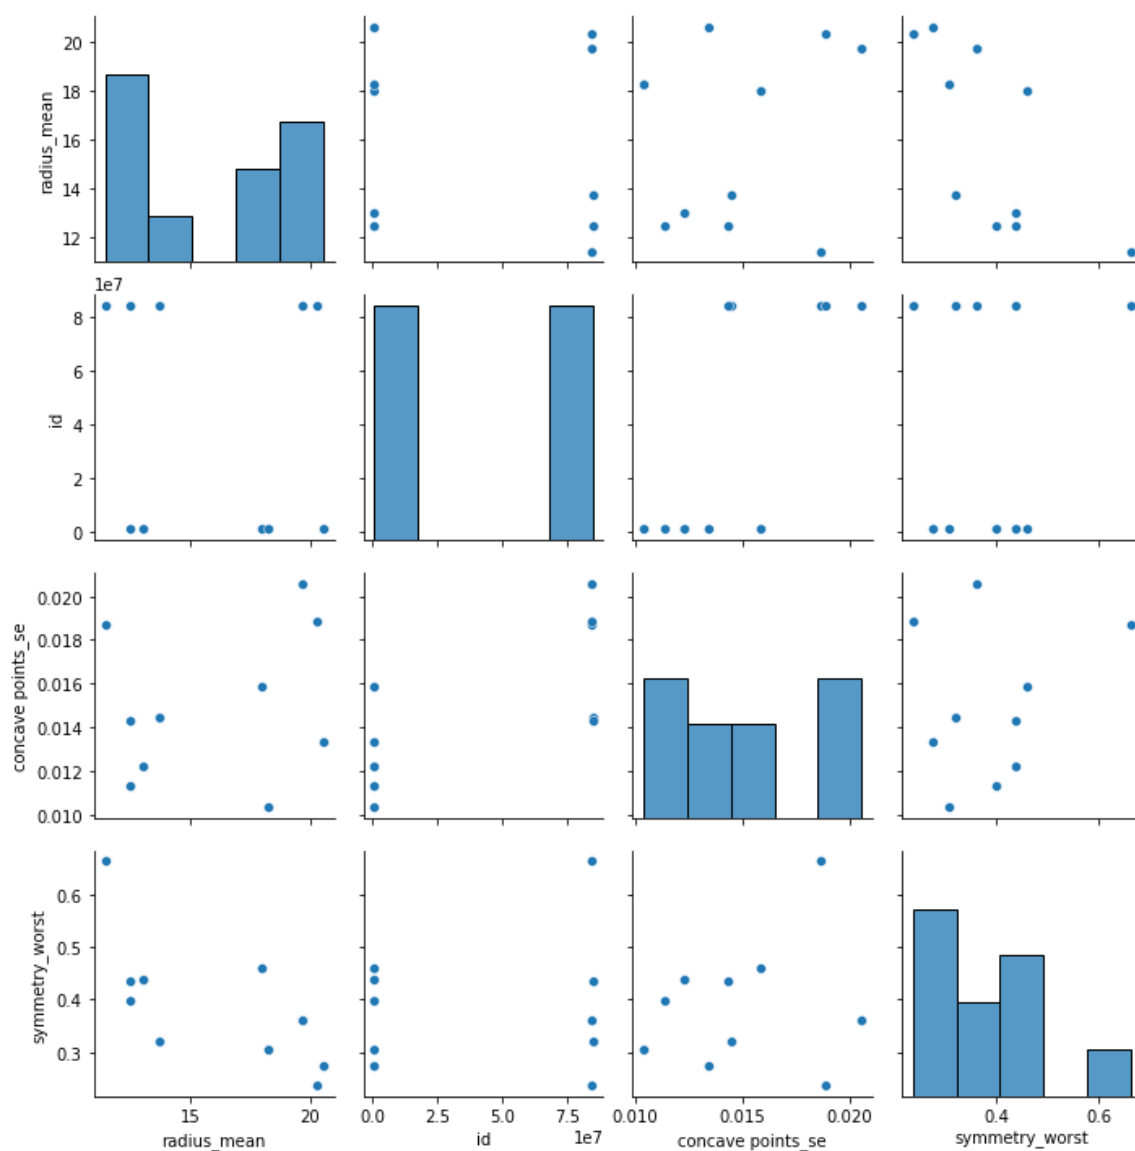 radius_mean
20
18
16
14
12
1e7
id
8
6
4
2
0
concave points_se
0.020
0.018
0.016
0.014
0.012
0.010
symmetry_worst
0.6
0.5
0.4
0.3
15 20
0.0 2.5 5.0 7.5
0.010 0.015 0.020
0.4 0.6
1e7
radius_mean id concave points_se symmetry_worst